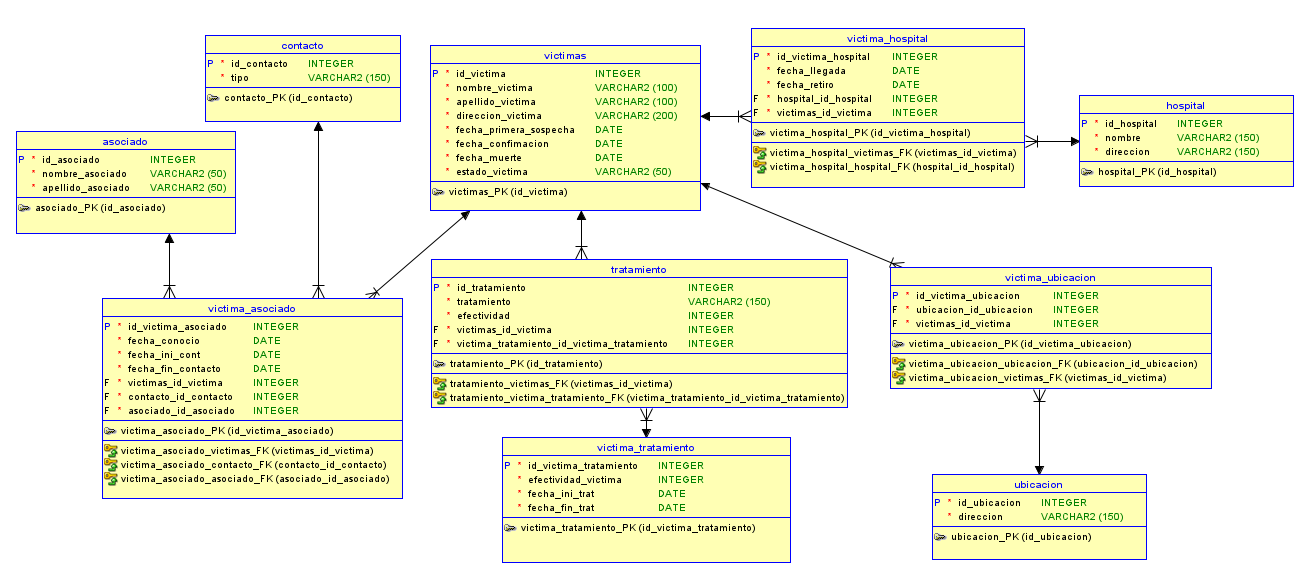 contacto
P * id_contacto INTEGER
* tipo VARCHAR2 (150)
contacto_PK (id_contacto)
asociado
P * id_asociado INTEGER
* nombre_asociado VARCHAR2 (50)
* apellido_asociado VARCHAR2 (50)
asociado_PK (id_asociado)
victimas
P * id_victima INTEGER
* nombre_victima VARCHAR2 (100)
* apellido_victima VARCHAR2 (100)
* direccion_victima VARCHAR2 (200)
* fecha_primera_sospecha DATE
* fecha_confimacion DATE
* fecha_muerte DATE
* estado_victima VARCHAR2 (50)
victimas_PK (id_victima)
victima_hospital
P * id_victima_hospital INTEGER
* fecha_llegada DATE
* fecha_retiro DATE
F * hospital_id_hospital INTEGER
F * victimas_id_victima INTEGER
victima_hospital_PK (id_victima_hospital)
victima_hospital_victimas_FK (victimas_id_victima)
victima_hospital_hospital_FK (hospital_id_hospital)
hospital
P * id_hospital INTEGER
* nombre VARCHAR2 (150)
* direccion VARCHAR2 (150)
hospital_PK (id_hospital)
victima_asociado
P * id_victima_asociado INTEGER
* fecha_conocio DATE
* fecha_ini_cont DATE
* fecha_fin_contacto DATE
F * victimas_id_victima INTEGER
F * contacto_id_contacto INTEGER
F * asociado_id_asociado INTEGER
victima_asociado_PK (id_victima_asociado)
victima_asociado_victimas_FK (victimas_id_victima)
victima_asociado_contacto_FK (contacto_id_contacto)
victima_asociado_asociado_FK (asociado_id_asociado)
tratamiento
P * id_tratamiento INTEGER
* tratamiento VARCHAR2 (150)
* efectividad INTEGER
F * victimas_id_victima INTEGER
F * victima_tratamiento_id_victima_tratamiento INTEGER
tratamiento_PK (id_tratamiento)
tratamiento_victimas_FK (victimas_id_victima)
tratamiento_victima_tratamiento_FK (victima_tratamiento_id_victima_tratamiento)
victima_ubicacion
P * id_victima_ubicacion INTEGER
F * ubicacion_id_ubicacion INTEGER
F * victimas_id_victima INTEGER
victima_ubicacion_PK (id_victima_ubicacion)
victima_ubicacion_ubicacion_FK (ubicacion_id_ubicacion)
victima_ubicacion_victimas_FK (victimas_id_victima)
victima_tratamiento
P * id_victima_tratamiento INTEGER
* efectividad_victima INTEGER
* fecha_ini_trat DATE
* fecha_fin_trat DATE
victima_tratamiento_PK (id_victima_tratamiento)
ubicacion
P * id_ubicacion INTEGER
* direccion VARCHAR2 (150)
ubicacion_PK (id_ubicacion)